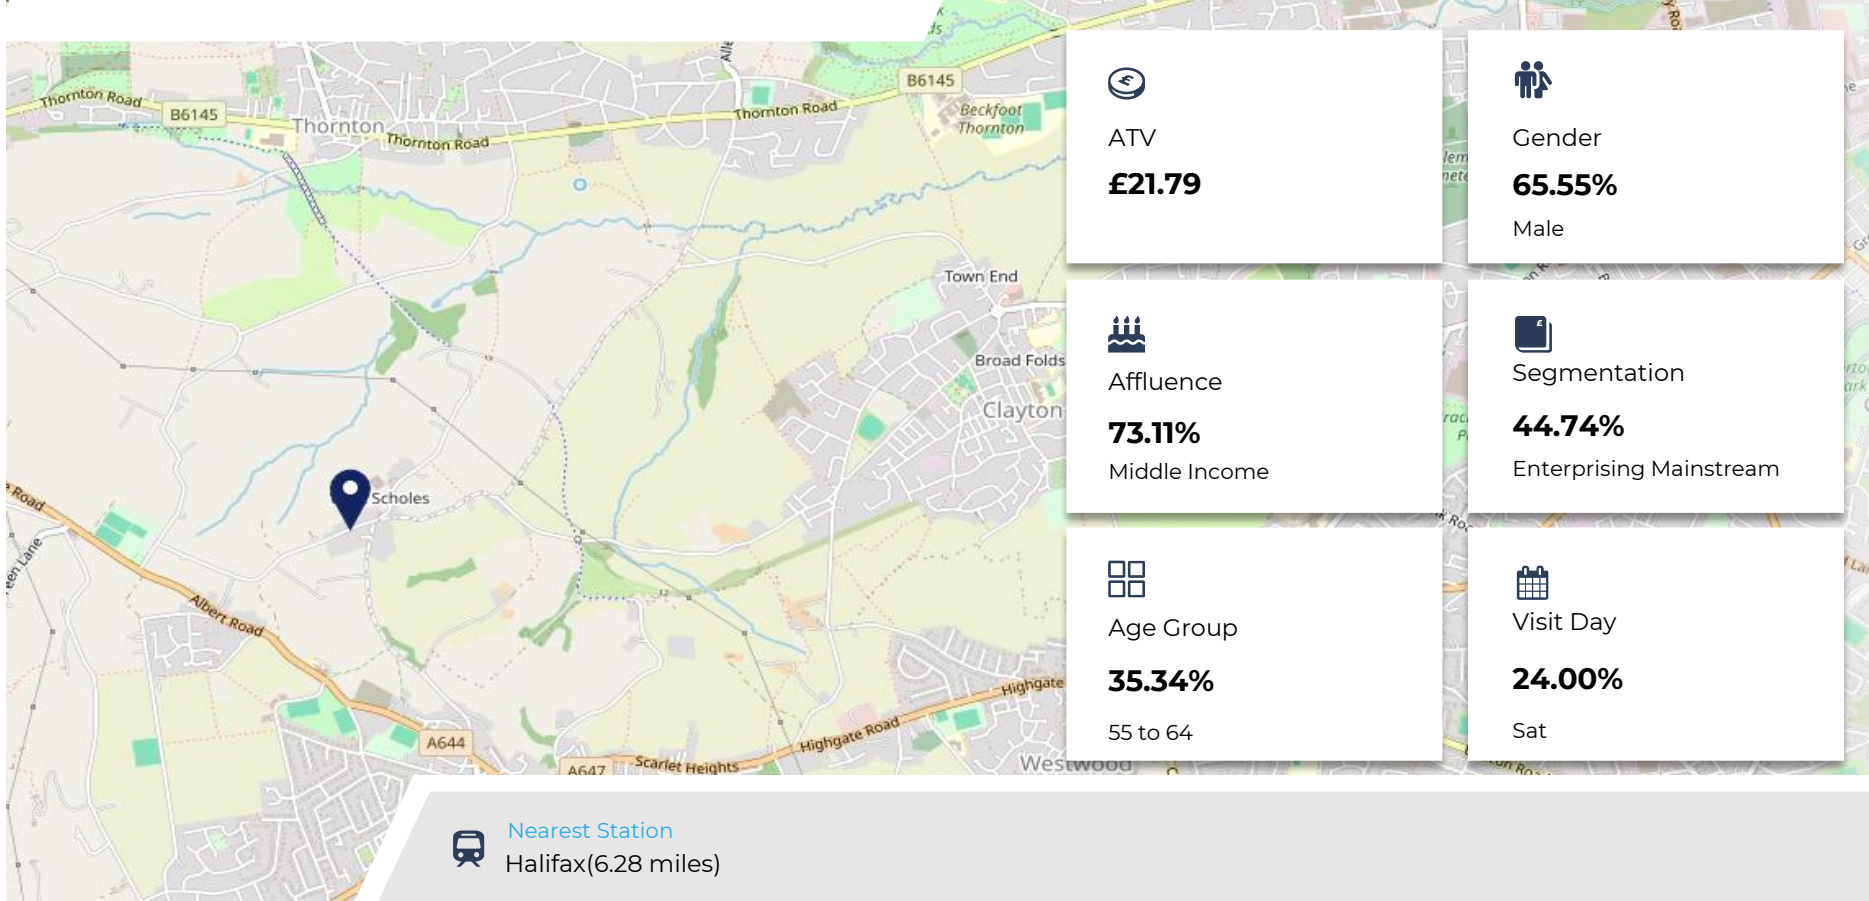 Thornton Road
B6145
Thornton
Thornton Road
Thornton Road
B6145
Beckfoot
Thornton
Town End
Broad Folds
Clayton
Scholes
Albert Road
A644
A647
Scarlet Heights
Highgate Road
Highgate
Westwood
ATV
£21.79
Gender
65.55%
Male
Affluence
73.11%
Middle Income
Segmentation
44.74%
Enterprising Mainstream
Age Group
35.34%
55 to 64
Visit Day
24.00%
Sat
Nearest Station
Halifax(6.28 miles)